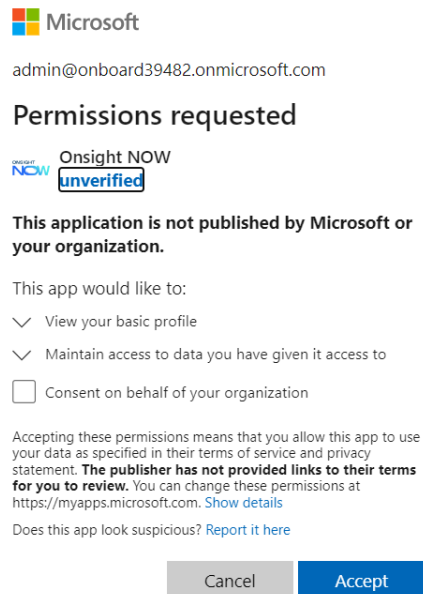 Microsoft
admin@onboard39482.onmicrosoft.com
Permissions requested
ONSIGHT
NOW
Onsight NOW
unverified
This application is not published by Microsoft or
your organization.
This app would like to:
View your basic profile
Maintain access to data you have given it access to
Consent on behalf of your organization
Accepting these permissions means that you allow this app to use
your data as specified in their terms of service and privacy
statement. The publisher has not provided links to their terms
for you to review. You can change these permissions at
https://myapps.microsoft.com. Show details
Does this app look suspicious? Report it here
Cancel Accept